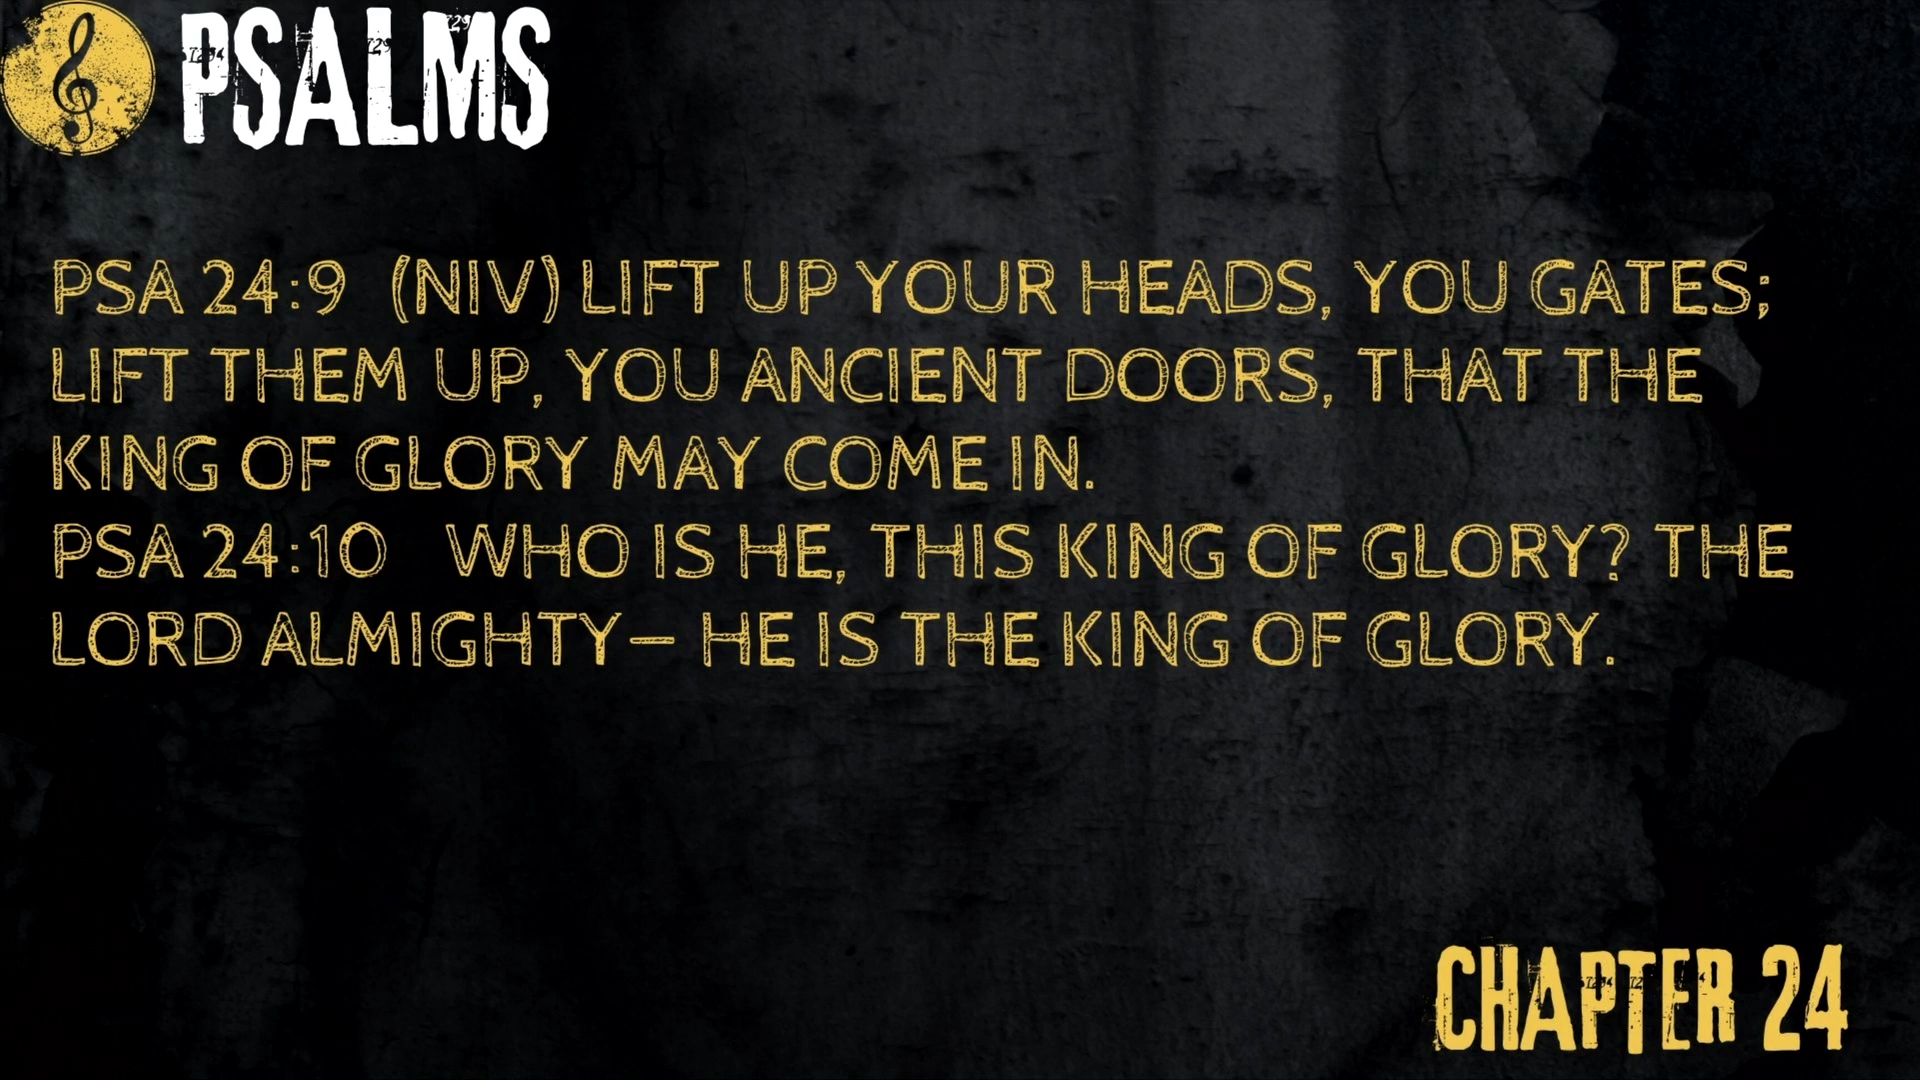 PSALMS
PSA 24:9 (NIV) LIFT UP YOUR HEADS, YOU GATES;
LIFT THEM UP, YOU ANCIENT DOORS, THAT THE
KING OF GLORY MAY COME IN.
PSA 24:10 WHO IS HE, THIS KING OF GLORY? THE
LORD ALMIGHTY— HE IS THE KING OF GLORY.
CHAPTER 24